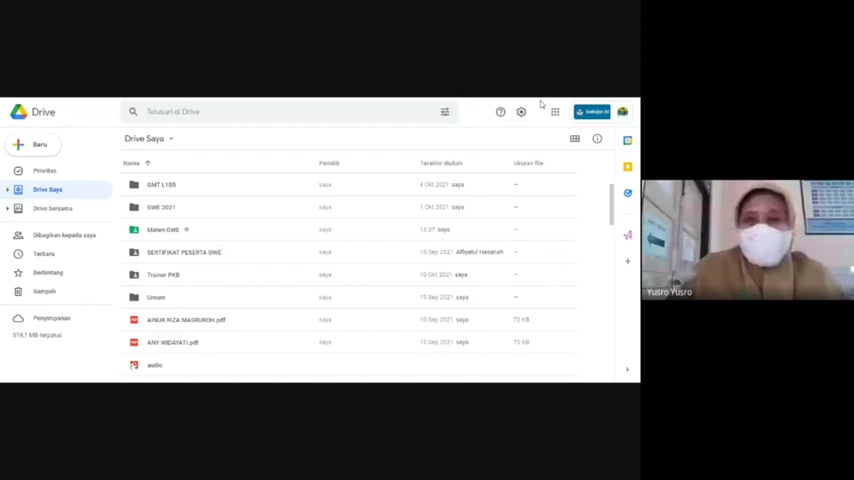 Drive
Telusuri di Drive
Baru
Drive Saya
Nama
Pemilik
Terakhir diubah
Ukuran file
Prioritas
Drive Saya
Drive bersama
Dibagikan kepada saya
Terbaru
Berbintang
Sampah
Penyimpanan
519,1 MB terpakai
GMT L1B5 saya 4 Okt 2021 saya —
GWE 2021 saya 1 Okt 2021 saya —
Materi GWE saya 13.37 saya —
SERTIFIKAT PESERTA GWE saya 15 Sep 2021 Alfiyatul Hasanah —
Trainer PKB saya 10 Okt 2021 saya —
Umum saya 15 Sep 2021 saya —
AINUR RIZA MASRUROH.pdf saya 10 Sep 2021 saya 72 KB
ANY WIDAYATI.pdf saya 12 Sep 2021 saya 72 KB
audio
Yusro Yusro